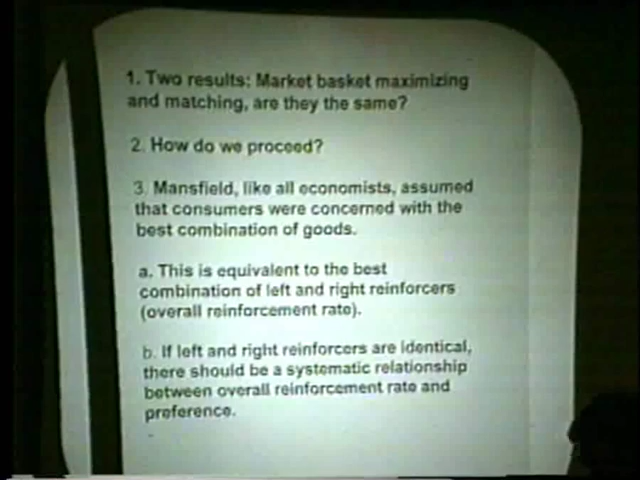 1. Two results: Market basket maximizing
and matching, are they the same?
2. How do we proceed?
3. Mansfield, like all economists, assumed
that consumers were concerned with the
best combination of goods.
a. This is equivalent to the best
combination of left and right reinforcers
(overall reinforcement rate).
b. If left and right reinforcers are identical,
there should be a systematic relationship
between overall reinforcement rate and
preference.